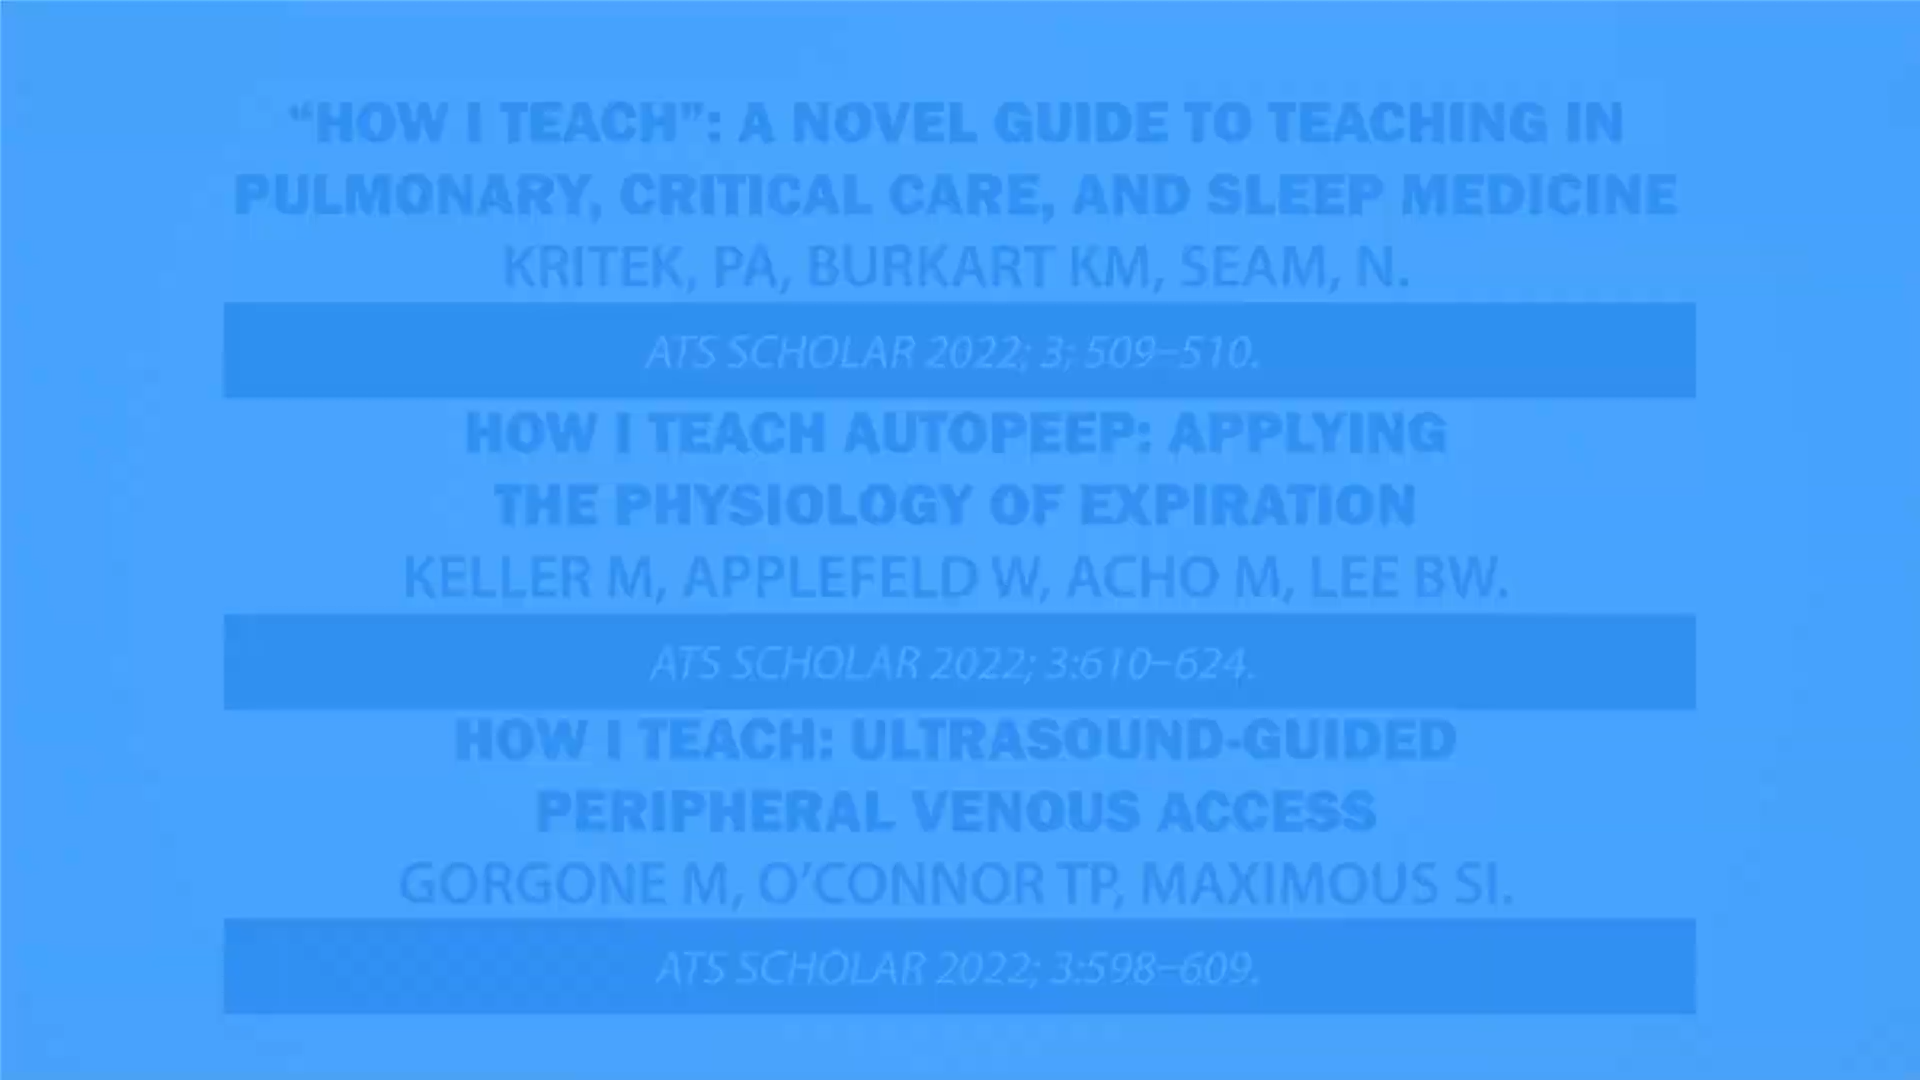 “HOW I TEACH”: A NOVEL GUIDE TO TEACHING IN
PULMONARY, CRITICAL CARE, AND SLEEP MEDICINE
KRITEK, PA, BURKART KM, SEAM, N.
ATS SCHOLAR 2022; 3; 509–510.
HOW I TEACH AUTOPEEP: APPLYING
THE PHYSIOLOGY OF EXPIRATION
KELLER M, APPLEFELD W, ACHO M, LEE BW.
ATS SCHOLAR 2022; 3:610–624.
HOW I TEACH: ULTRASOUND-GUIDED
PERIPHERAL VENOUS ACCESS
GORGONE M, O’CONNOR TP, MAXIMOUS SI.
ATS SCHOLAR 2022; 3:598–609.